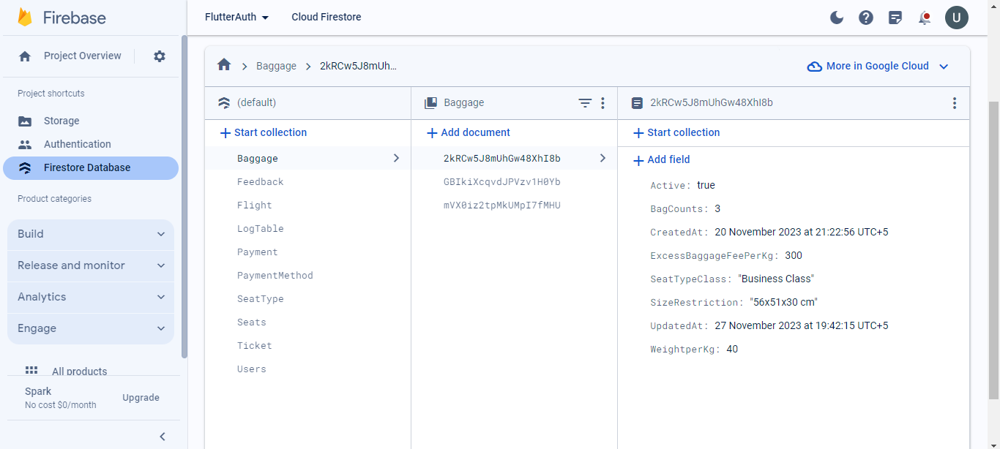 Firebase
FlutterAuth
Cloud Firestore
U
Project Overview
Project shortcuts
Storage
Authentication
Firestore Database
Product categories
Build
Release and monitor
Analytics
Engage
All products
Spark
No cost $0/month
Upgrade
Baggage
2kRCw5J8mUh...
More in Google Cloud
(default)
Start collection
Baggage
Feedback
Flight
LogTable
Payment
PaymentMethod
SeatType
Seats
Ticket
Users
Baggage
Add document
2kRCw5J8mUhGw48XhI8b
GBIkiXcqvdJPVzv1H0Yb
mVX0iz2tpMkUMpI7fMHU
2kRCw5J8mUhGw48XhI8b
Start collection
Add field
Active: true
BagCounts: 3
CreatedAt: 20 November 2023 at 21:22:56 UTC+5
ExcessBaggageFeePerKg: 300
SeatTypeClass: "Business Class"
SizeRestriction: "56x51x30 cm"
UpdatedAt: 27 November 2023 at 19:42:15 UTC+5
WeightperKg: 40